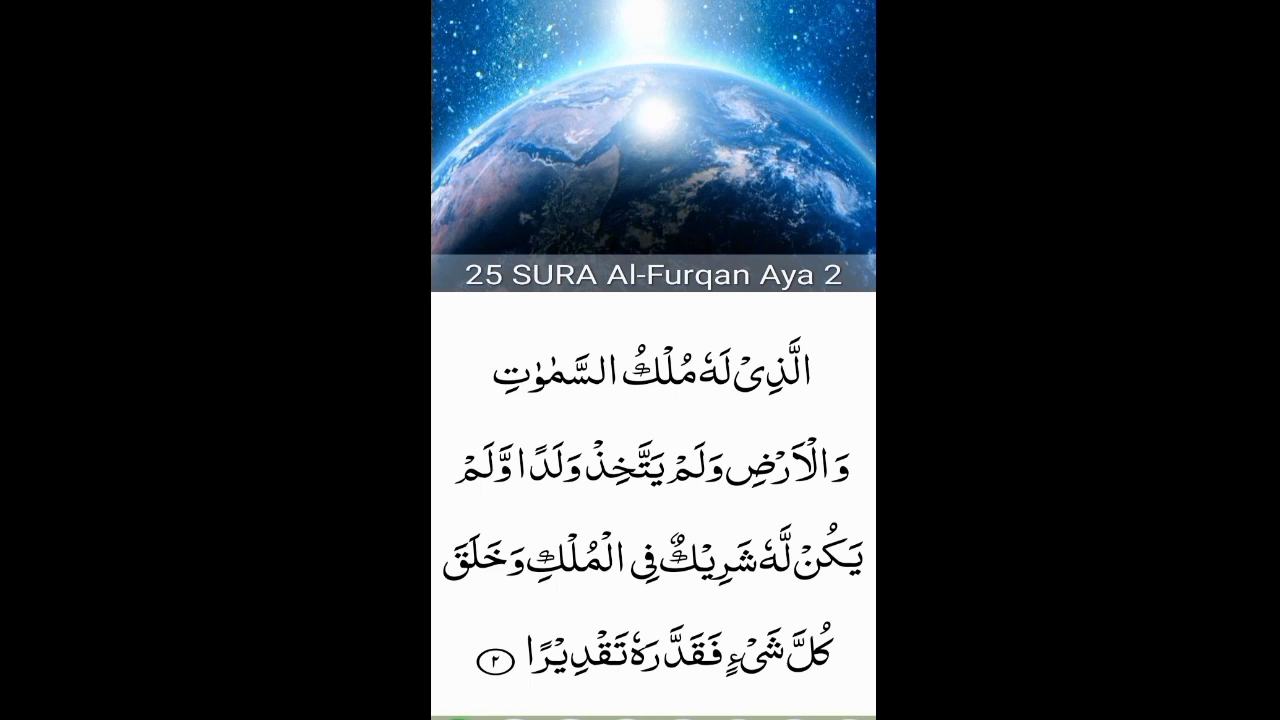 25 SURA Al-Furqan Aya 2
الَّذِىْ لَهٗ مُلْكُ السَّمٰوٰتِ
وَالْاَرْضِ وَلَمْ يَتَّخِذْ وَلَدًا وَّلَمْ
يَكُنْ لَّهٗ شَرِيْكٌ فِى الْمُلْكِ وَخَلَقَ
كُلَّ شَىْءٍ فَقَدَّرَهٗ تَقْدِيْرًا ۝٢